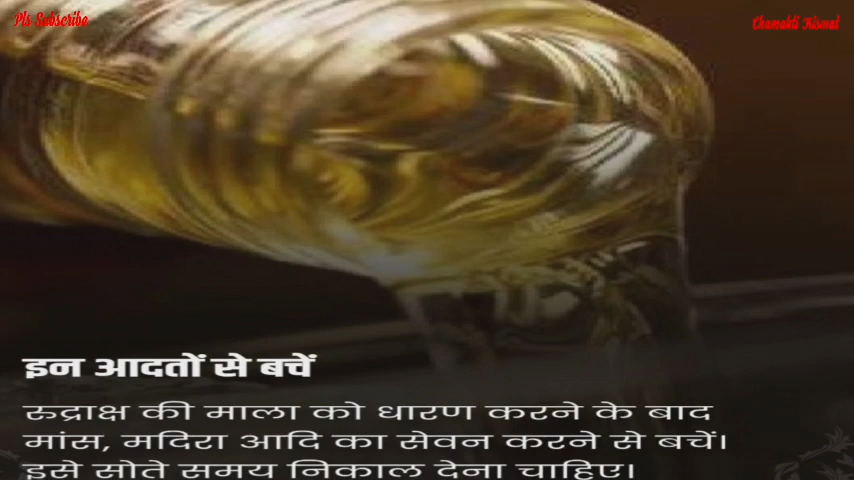 Pls Subscribe
Chamakti Kismat
इन आदतों से बचें
रुद्राक्ष की माला को धारण करने के बाद
मांस, मदिरा आदि का सेवन करने से बचें।
इसे सोते समय निकाल देना चाहिए।